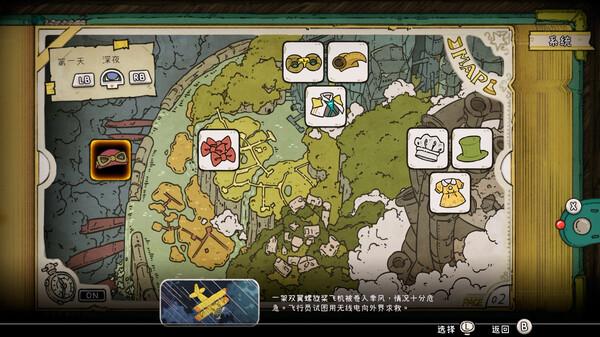 第一天 深夜
LB RB
MAP
系统
X
ON
一架双翼螺旋桨飞机被卷入季风，情况十分危
急。飞行员试图用无线电向外界求救。
PAGE 02
选择 L 返回 B